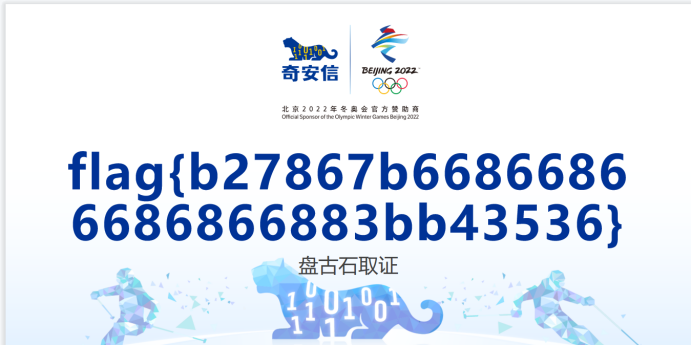 奇安信
BEIJING 2022
北京2022年冬奥会官方赞助商
Official Sponsor of the Olympic Winter Games Beijing 2022
flag{b27867b6686686
6686866883bb43536}
盘古石取证